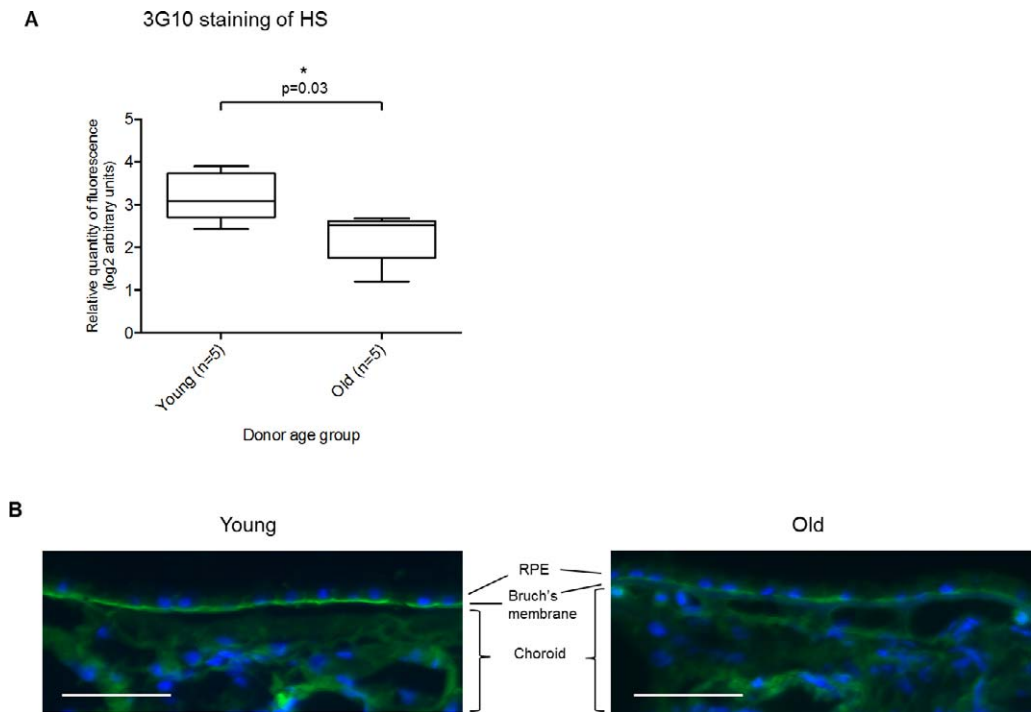 A
3G10 staining of HS
*
p=0.03
Relative quantity of fluorescence
(log2 arbitrary units)
5
4
3
2
1
0
Young (n=5)
Old (n=5)
Donor age group
B
Young
Old
RPE
Bruch's
membrane
Choroid